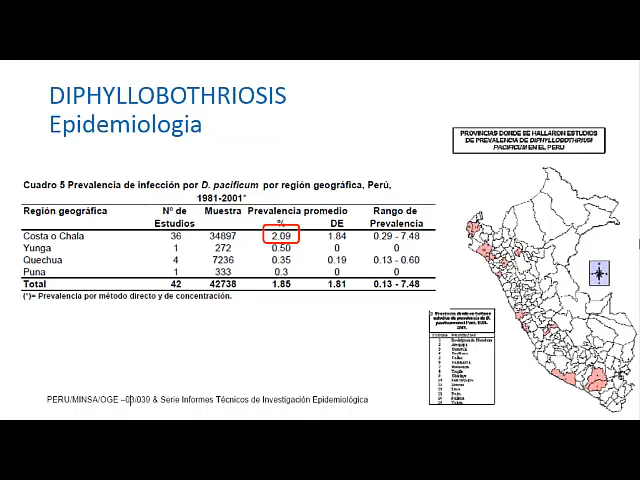 DIPHYLLOBOTHRIOSIS
Epidemiologia
PROVINCIAS DONDE SE HALLARON ESTUDIOS
DE PREVALENCIA DE DIPHYLLOBOTHRIUM
PACIFICUM EN EL PERU
Cuadro 5 Prevalencia de infección por D. pacificum por región geográfica, Perú,
1981-2001*
Región geográfica Nº de Estudios Muestra Prevalencia promedio % DE Rango de Prevalencia
Costa o Chala 36 34897 2.09 1.84 0.29 - 7.48
Yunga 1 272 0.50 0 0
Quechua 4 7236 0.35 0.19 0.13 - 0.60
Puna 1 333 0.3 0 0
Total 42 42738 1.85 1.81 0.13 - 7.48
(*)= Prevalencia por método directo y de concentración.
PERU/MINSA/OGE –03/039 & Serie Informes Técnicos de Investigación Epidemiológica